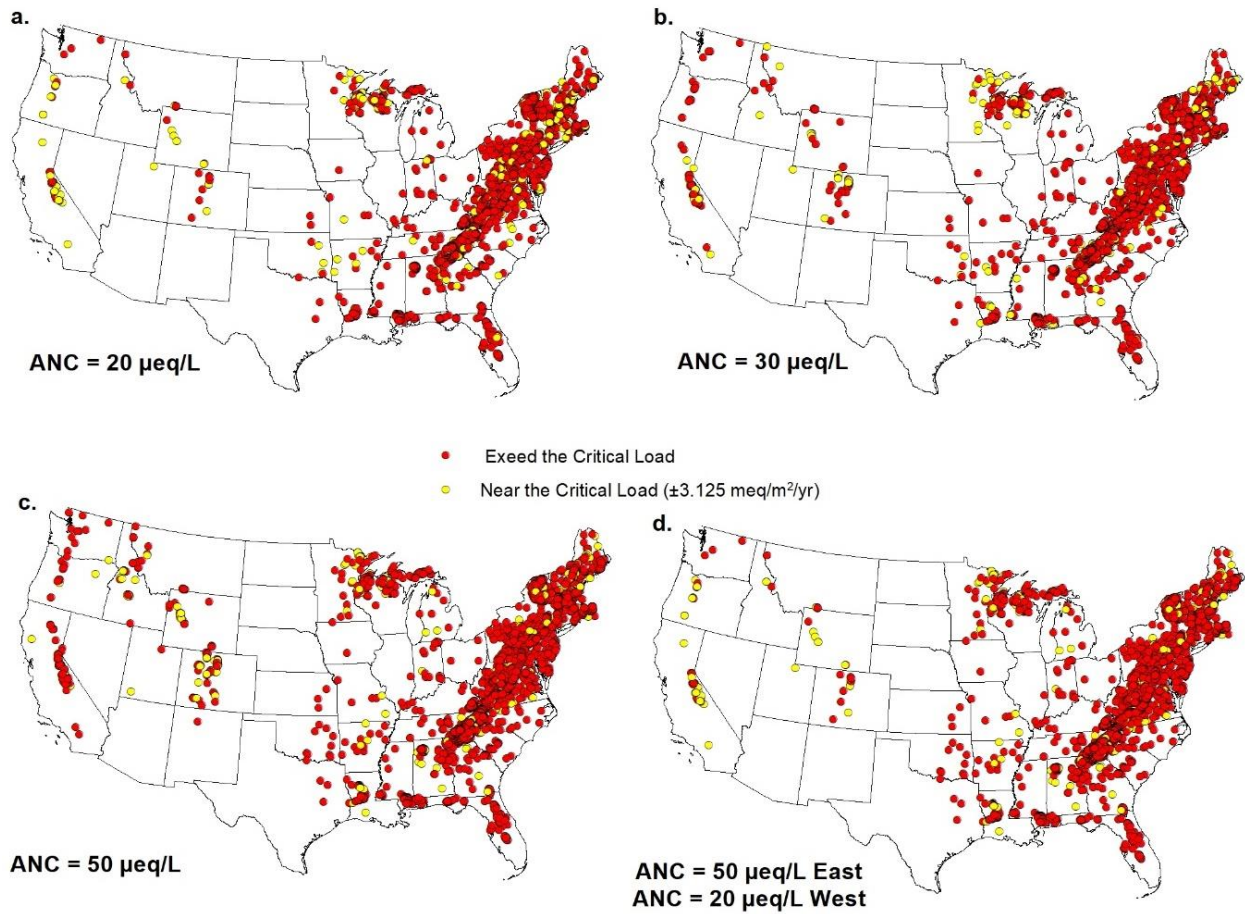 a.
b.
ANC = 20 µeq/L
ANC = 30 µeq/L
Exeed the Critical Load
Near the Critical Load (±3.125 meq/m²/yr)
c.
d.
ANC = 50 µeq/L
ANC = 50 µeq/L East
ANC = 20 µeq/L West